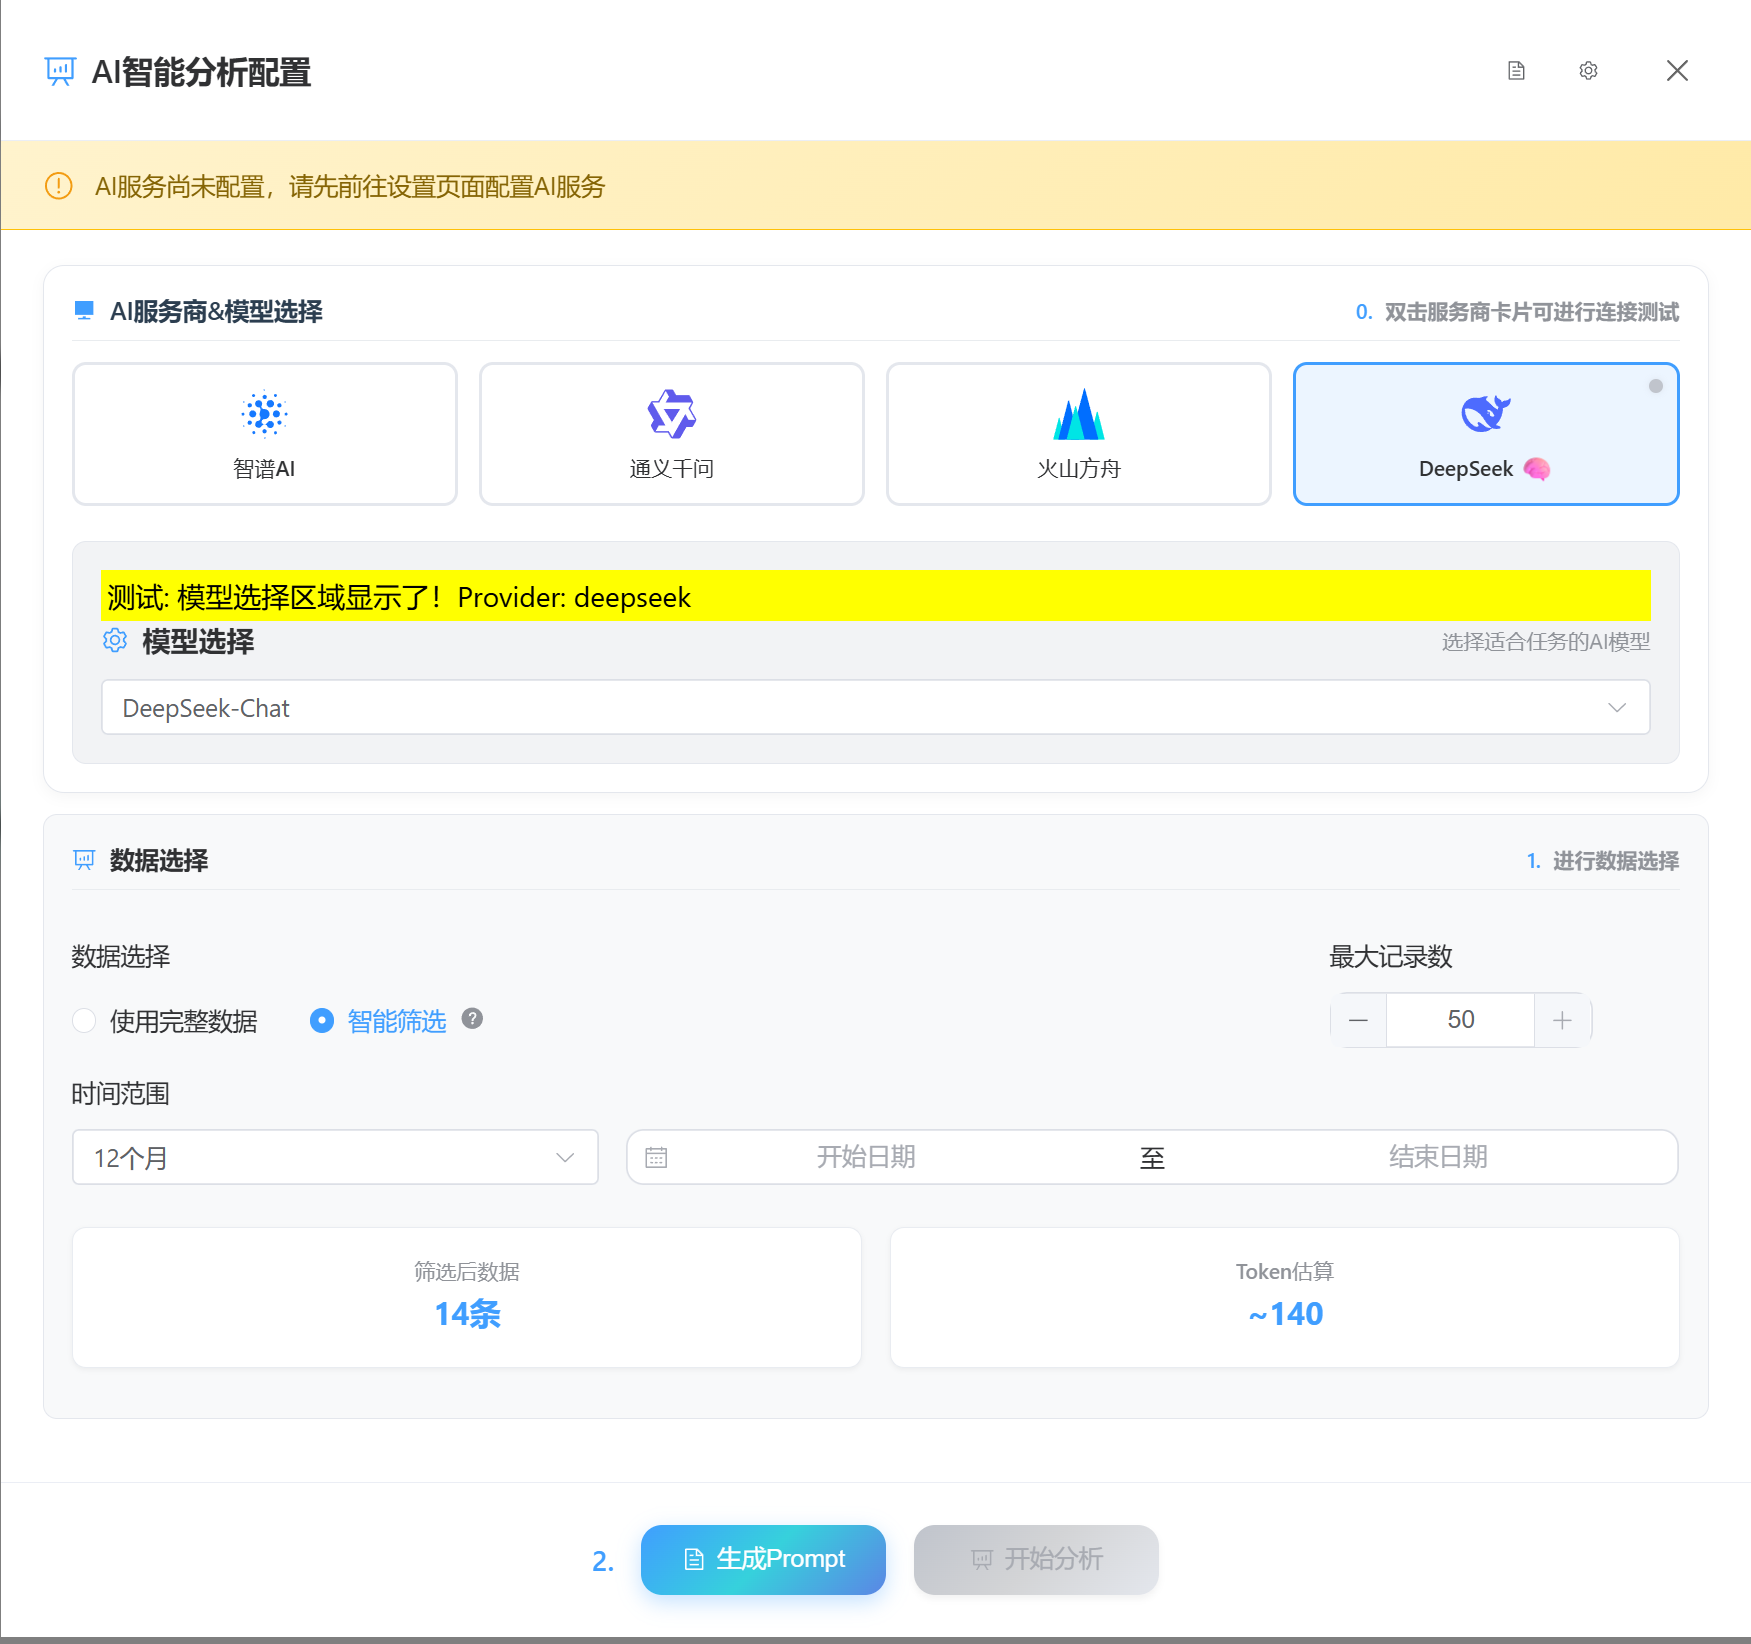 AI智能分析配置
AI服务尚未配置，请先前往设置页面配置AI服务
AI服务商&模型选择
0. 双击服务商卡片可进行连接测试
智谱AI
通义千问
火山方舟
DeepSeek
测试: 模型选择区域显示了！Provider: deepseek
模型选择
选择适合任务的AI模型
DeepSeek-Chat
数据选择
1. 进行数据选择
数据选择
最大记录数
使用完整数据
智能筛选
50
时间范围
12个月
开始日期 至 结束日期
筛选后数据
14条
Token估算
~140
2.
生成Prompt
开始分析